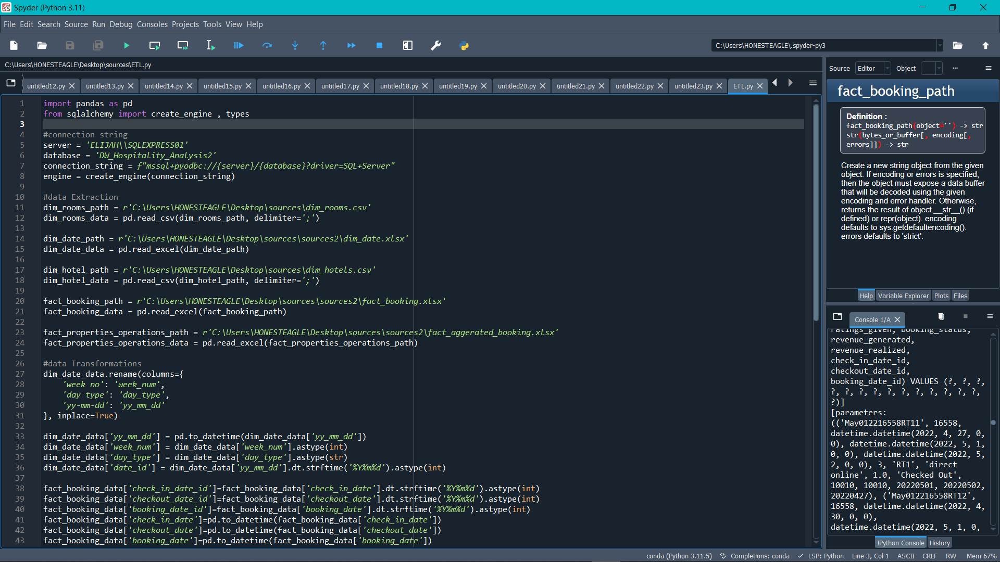 Spyder (Python 3.11)
File Edit Search Source Run Debug Consoles Projects Tools View Help
C:\Users\HONESTEAGLE\.spyder-py3
C:\Users\HONESTEAGLE\Desktop\sources\ETL.py
untitled12.py untitled13.py untitled14.py untitled15.py untitled16.py untitled17.py untitled18.py untitled19.py untitled20.py untitled21.py untitled22.py untitled23.py ETL.py
1 import pandas as pd
2 from sqlalchemy import create_engine , types
3
4 #connection string
5 server = 'ELIJAH\\SQLEXPRESS01'
6 database = 'DW_Hospitality_Analysis2'
7 connection_string = f"mssql+pyodbc://{server}/{database}?driver=SQL+Server"
8 engine = create_engine(connection_string)
9
10 #data Extraction
11 dim_rooms_path = r'C:\Users\HONESTEAGLE\Desktop\sources\dim_rooms.csv'
12 dim_rooms_data = pd.read_csv(dim_rooms_path, delimiter=';')
13
14 dim_date_path = r'C:\Users\HONESTEAGLE\Desktop\sources\sources2\dim_date.xlsx'
15 dim_date_data = pd.read_excel(dim_date_path)
16
17 dim_hotel_path = r'C:\Users\HONESTEAGLE\Desktop\sources\dim_hotels.csv'
18 dim_hotel_data = pd.read_csv(dim_hotel_path, delimiter=';')
19
20 fact_booking_path = r'C:\Users\HONESTEAGLE\Desktop\sources\sources2\fact_booking.xlsx'
21 fact_booking_data = pd.read_excel(fact_booking_path)
22
23 fact_properties_operations_path = r'C:\Users\HONESTEAGLE\Desktop\sources\sources2\fact_aggerated_booking.xlsx'
24 fact_properties_operations_data = pd.read_excel(fact_properties_operations_path)
25
26 #data Transformations
27 dim_date_data.rename(columns={
28 'week no': 'week_num',
29 'day type': 'day_type',
30 'yy-mm-dd': 'yy_mm_dd'
31 }, inplace=True)
32
33 dim_date_data['yy_mm_dd'] = pd.to_datetime(dim_date_data['yy_mm_dd'])
34 dim_date_data['week_num'] = dim_date_data['week_num'].astype(int)
35 dim_date_data['day_type'] = dim_date_data['day_type'].astype(str)
36 dim_date_data['date_id'] = dim_date_data['yy_mm_dd'].dt.strftime('%Y%m%d').astype(int)
37
38 fact_booking_data['check_in_date_id']=fact_booking_data['check_in_date'].dt.strftime('%Y%m%d').astype(int)
39 fact_booking_data['checkout_date_id']=fact_booking_data['checkout_date'].dt.strftime('%Y%m%d').astype(int)
40 fact_booking_data['booking_date_id']=fact_booking_data['booking_date'].dt.strftime('%Y%m%d').astype(int)
41 fact_booking_data['check_in_date']=pd.to_datetime(fact_booking_data['check_in_date'])
42 fact_booking_data['checkout_date']=pd.to_datetime(fact_booking_data['checkout_date'])
43 fact_booking_data['booking_date']=pd.to_datetime(fact_booking_data['booking_date'])
Source Editor Object
fact_booking_path
Definition :
fact_booking_path(object='') -> str
str(bytes_or_buffer[, encoding[,
errors]]) -> str
Create a new string object from the given
object. If encoding or errors is specified,
then the object must expose a data buffer
that will be decoded using the given
encoding and error handler. Otherwise,
returns the result of object.__str__() (if
defined) or repr(object). encoding
defaults to sys.getdefaultencoding().
errors defaults to 'strict'.
Help Variable Explorer Plots Files
Console 1/A
ratings_given, booking_status,
revenue_generated,
revenue_realized,
check_in_date_id,
checkout_date_id,
booking_date_id) VALUES (?, ?, ?,
?, ?, ?, ?, ?, ?, ?, ?, ?, ?, ?,
?)]
[parameters:
(('May012216558RT11', 16558,
datetime.datetime(2022, 4, 27, 0,
0), datetime.datetime(2022, 5, 1,
0, 0), datetime.datetime(2022, 5,
2, 0, 0), 3, 'RT1', 'direct
online', 1.0, 'Checked Out',
10010, 10010, 20220501, 20220502,
20220427), ('May012216558RT12',
16558, datetime.datetime(2022, 4,
30, 0, 0),
datetime.datetime(2022, 5, 1, 0,
IPython Console History
conda (Python 3.11.5) Completions: conda LSP: Python Line 3, Col 1 ASCII CRLF RW Mem 67%